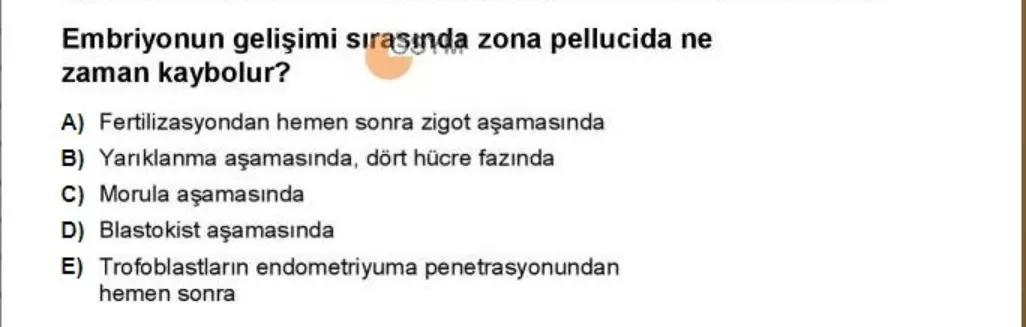 Embriyonun gelişimi sırasında zona pellucida ne
zaman kaybolur?
A) Fertilizasyondan hemen sonra zigot aşamasında
B) Yarıklanma aşamasında, dört hücre fazında
C) Morula aşamasında
D) Blastokist aşamasında
E) Trofoblastların endometriyuma penetrasyonundan
hemen sonra